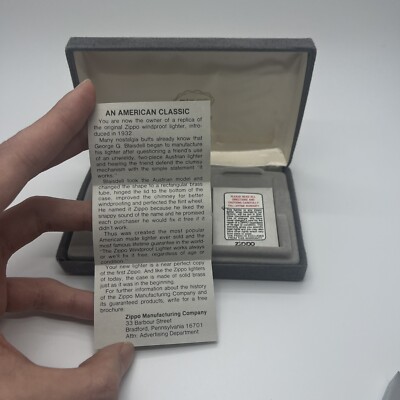 AN AMERICAN CLASSIC
You are now the owner of a replica of
the original Zippo windproof lighter, intro-
duced in 1932.
Many nostalgia buffs already know that
George G. Blaisdell began to manufacture
his lighter after questioning a friend's use
of an unwieldy, two-piece Austrian lighter
and hearing the friend extend the clumsy
mechanism with the simple statement "it
works."
Blaisdell took the Austrian model and
changed the shape to a rectangular brass
tube, hinged the lid to the bottom of the
case, improved the chimney for better
windproofing and perfected the flint wheel.
He named it Zippo because he liked the
snappy sound of the name and he promised
each purchaser he would fix it free if it
didn't work.
Thus was created the most popular
American made lighter ever sold and the
most famous lifetime guarantee in the world:
"The Zippo Windproof Lighter works always
or we'll fix it free, regardless of age or
condition.
Your new lighter is a near perfect copy
of the first Zippo. And like the Zippo lighters
of today, the case is made of solid brass
just as it was in the beginning.
For further information about the history
of the Zippo Manufacturing Company and
its guaranteed products, write for a free
brochure:
Zippo Manufacturing Company
33 Barbour Street
Bradford, Pennsylvania 16701
Attn: Advertising Department
ZIPPO